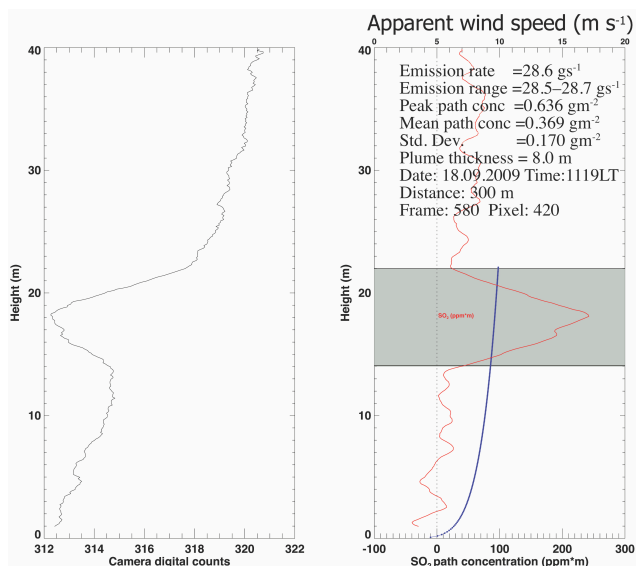 Apparent wind speed (m s-1)
0 5 10 15 20
40
30
20
10
0
Height (m)
312 314 316 318 320 322
Camera digital counts
40
30
20
10
0
Height (m)
Emission rate =28.6 gs-1
Emission range =28.5–28.7 gs-1
Peak path conc =0.636 gm-2
Mean path conc =0.369 gm-2
Std. Dev. =0.170 gm-2
Plume thickness = 8.0 m
Date: 18.09.2009 Time:1119LT
Distance: 300 m
Frame: 580 Pixel: 420
SO2 (ppm*m)
-100 0 100 200 300
SO2 path concentration (ppm*m)